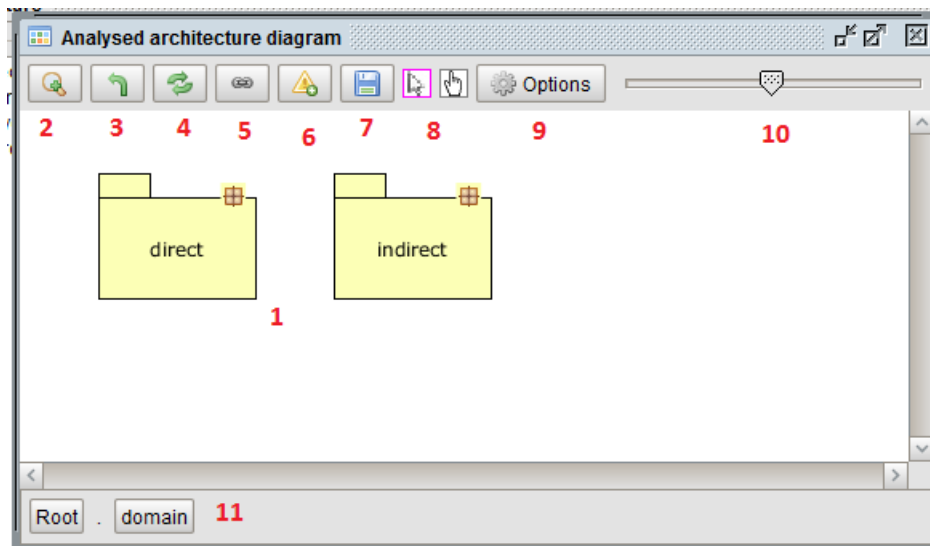 Analysed architecture diagram
Options
2 3 4 5 6 7 8 9 10
direct indirect
1
Root . domain 11